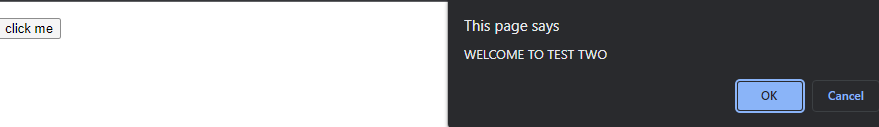 click me
This page says
WELCOME TO TEST TWO
OK
Cancel